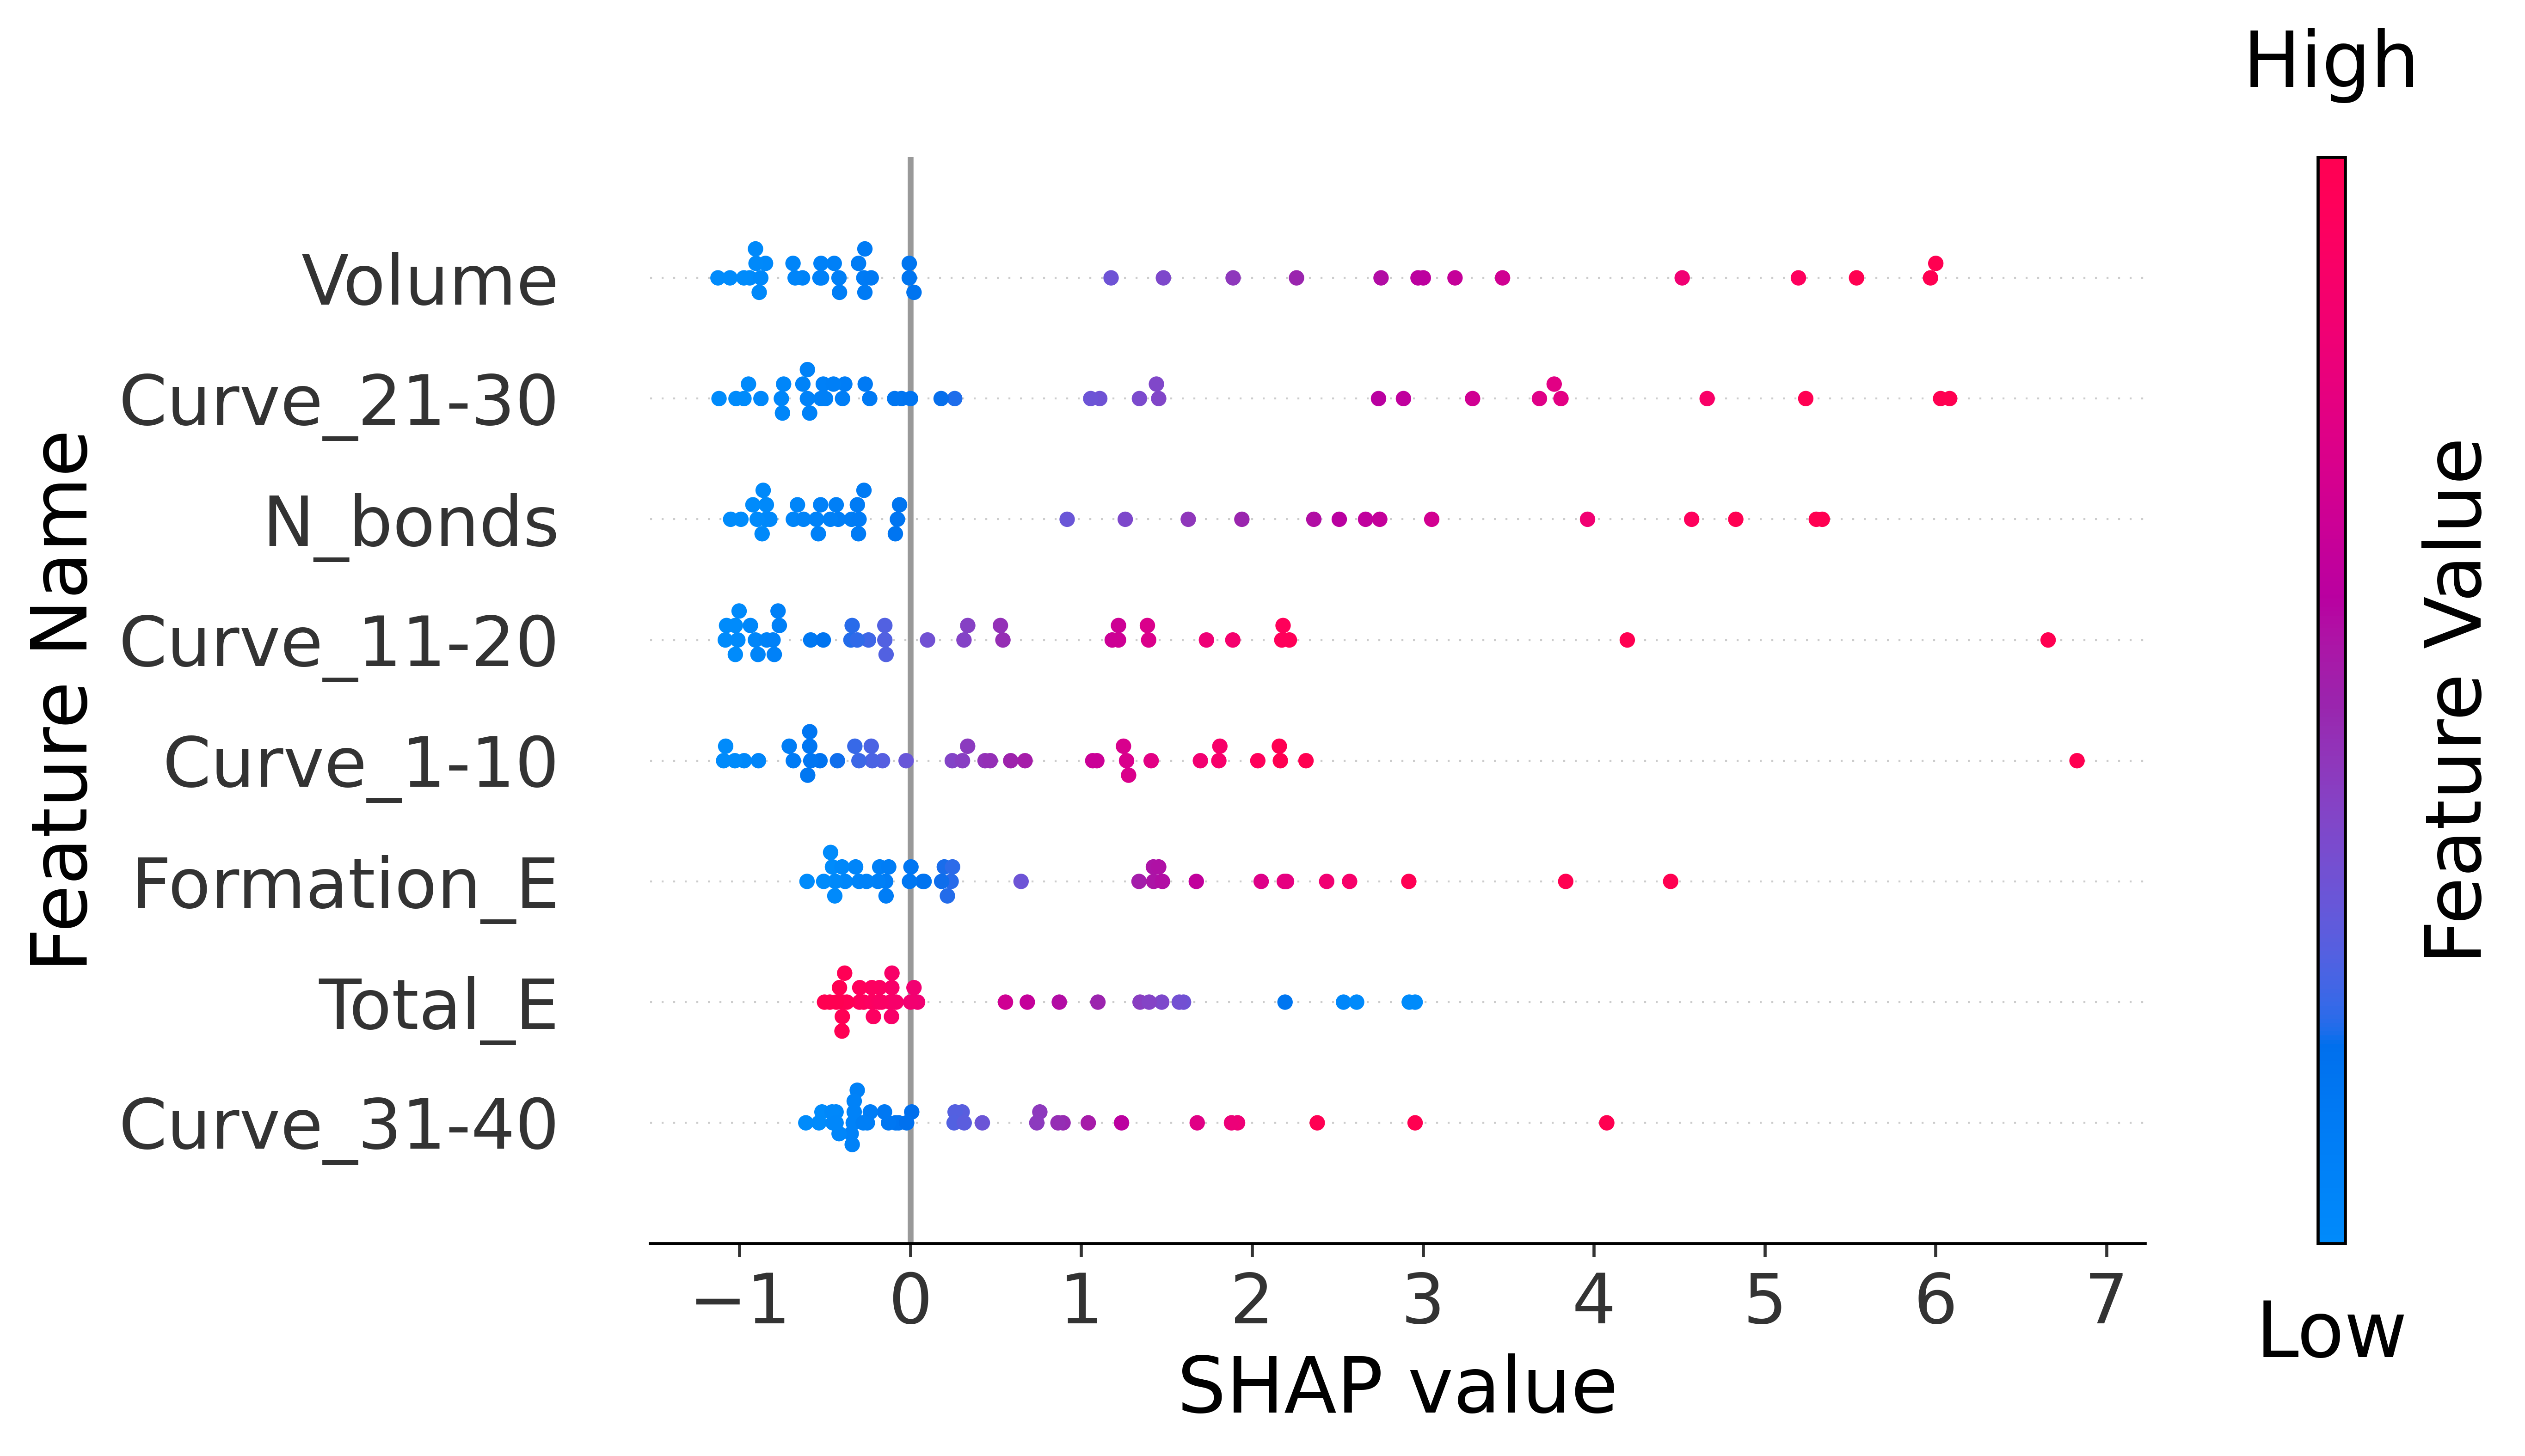 High
Volume
Curve_21-30
N_bonds
Curve_11-20
Curve_1-10
Formation_E
Total_E
Curve_31-40
Feature Name
Feature Value
−1 0 1 2 3 4 5 6 7
Low
SHAP value